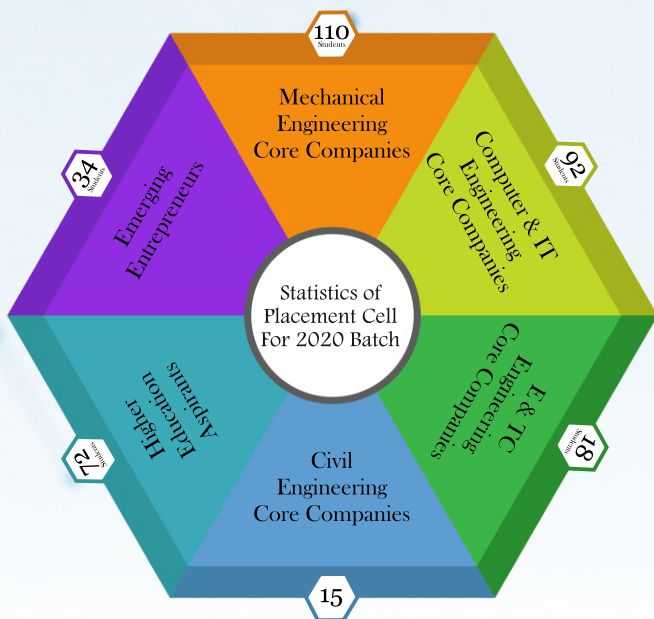 110
Students
Mechanical
Engineering
Core Companies
92
Students
Computer & IT
Engineering
Core Companies
18
Students
E & TC
Engineering
Core Companies
15
Civil
Engineering
Core Companies
72
Students
Higher
Education
Aspirants
34
Students
Emerging
Entrepreneurs
Statistics of
Placement Cell
For 2020 Batch